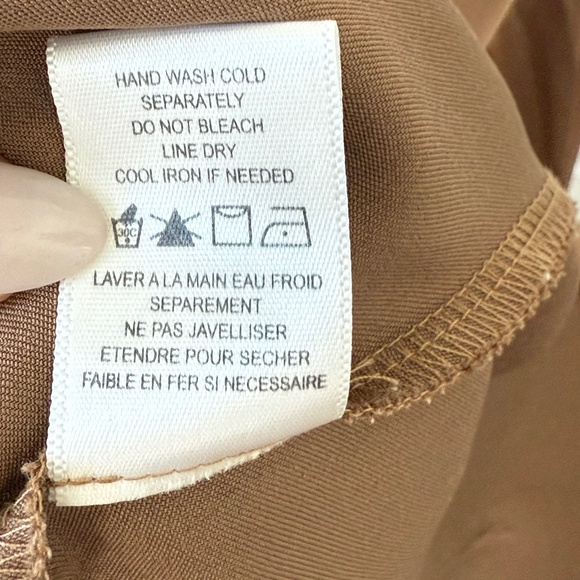 HAND WASH COLD
SEPARATELY
DO NOT BLEACH
LINE DRY
COOL IRON IF NEEDED
30C
LAVER A LA MAIN EAU FROID
SEPAREMENT
NE PAS JAVELLISER
ETENDRE POUR SECHER
FAIBLE EN FER SI NECESSAIRE